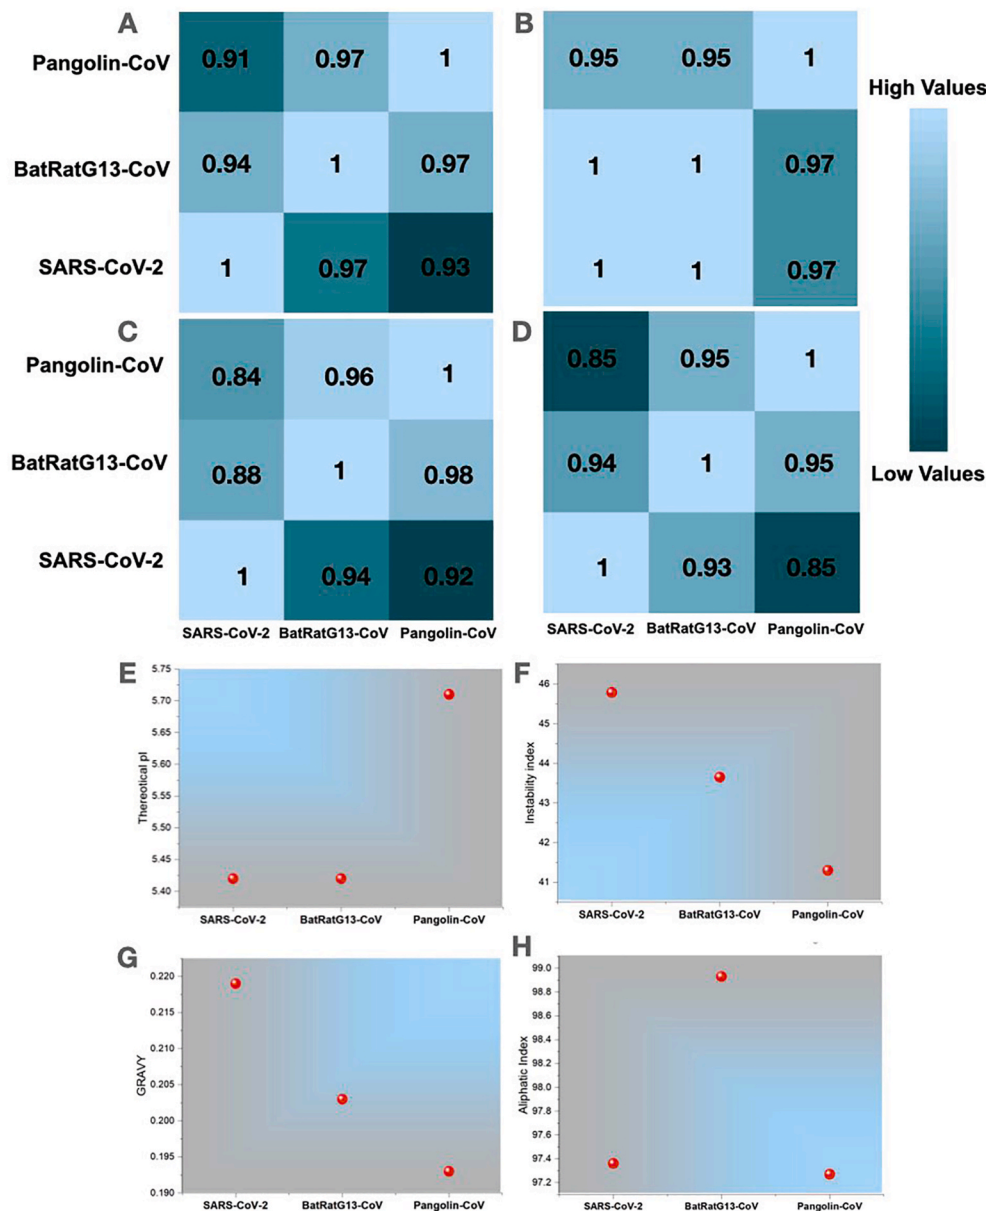 A
B
Pangolin-CoV
0.91
0.97
1
0.95
0.95
1
High Values
BatRatG13-CoV
0.94
1
0.97
1
1
0.97
SARS-CoV-2
1
0.97
0.93
1
1
0.97
C
D
Pangolin-CoV
0.84
0.96
1
0.85
0.95
1
BatRatG13-CoV
0.88
1
0.98
0.94
1
0.95
Low Values
SARS-CoV-2
1
0.94
0.92
1
0.93
0.85
SARS-CoV-2
BatRatG13-CoV
Pangolin-CoV
SARS-CoV-2
BatRatG13-CoV
Pangolin-CoV
E
Thereotical pI
5.75
5.70
5.65
5.60
5.55
5.50
5.45
5.40
SARS-CoV-2
BatRatG13-CoV
Pangolin-CoV
F
Instability index
46
45
44
43
42
41
SARS-CoV-2
BatRatG13-CoV
Pangolin-CoV
G
GRAVY
0.220
0.215
0.210
0.205
0.200
0.195
0.190
SARS-CoV-2
BatRatG13-CoV
Pangolin-CoV
H
Aliphatic Index
99.0
98.8
98.6
98.4
98.2
98.0
97.8
97.6
97.4
97.2
SARS-CoV-2
BatRatG13-CoV
Pangolin-CoV